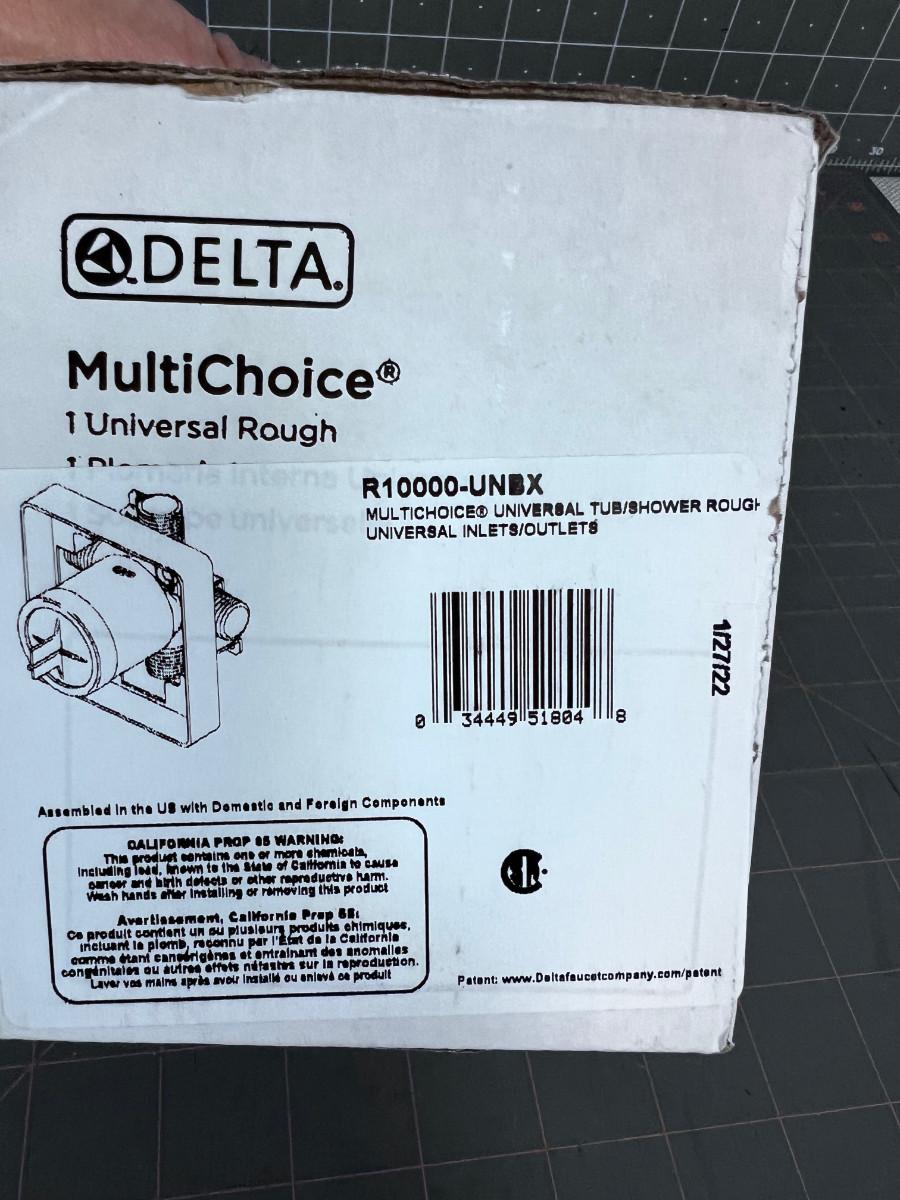 DELTA.
MultiChoice®
1 Universal Rough
Interna
R10000-UNBX
MULTICHOICE® UNIVERSAL TUB/SHOWER ROUGH
UNIVERSAL INLETS/OUTLETS
1/27/22
0 34449 51804 8
Assembled in the US with Domestic and Foreign Components
CALIFORNIA PROP 65 WARNING:
This product contains one or more chemicals,
including lead, known to the State of California to cause
cancer and birth defects or other reproductive harm.
Wash hands after installing or removing this product
Avertissement, California Prop 65:
Ce produit contient un ou plusieurs produits chimiques,
incluant le plomb, reconnu par l'État de la Californie
comme étant cancérigènes et entraînant des anomalies
congénitales ou autres effets néfastes sur la reproduction.
Laver vos mains après avoir installé ou enlevé ce produit
Patent: www.Deltafaucetcompany.com/patent
30